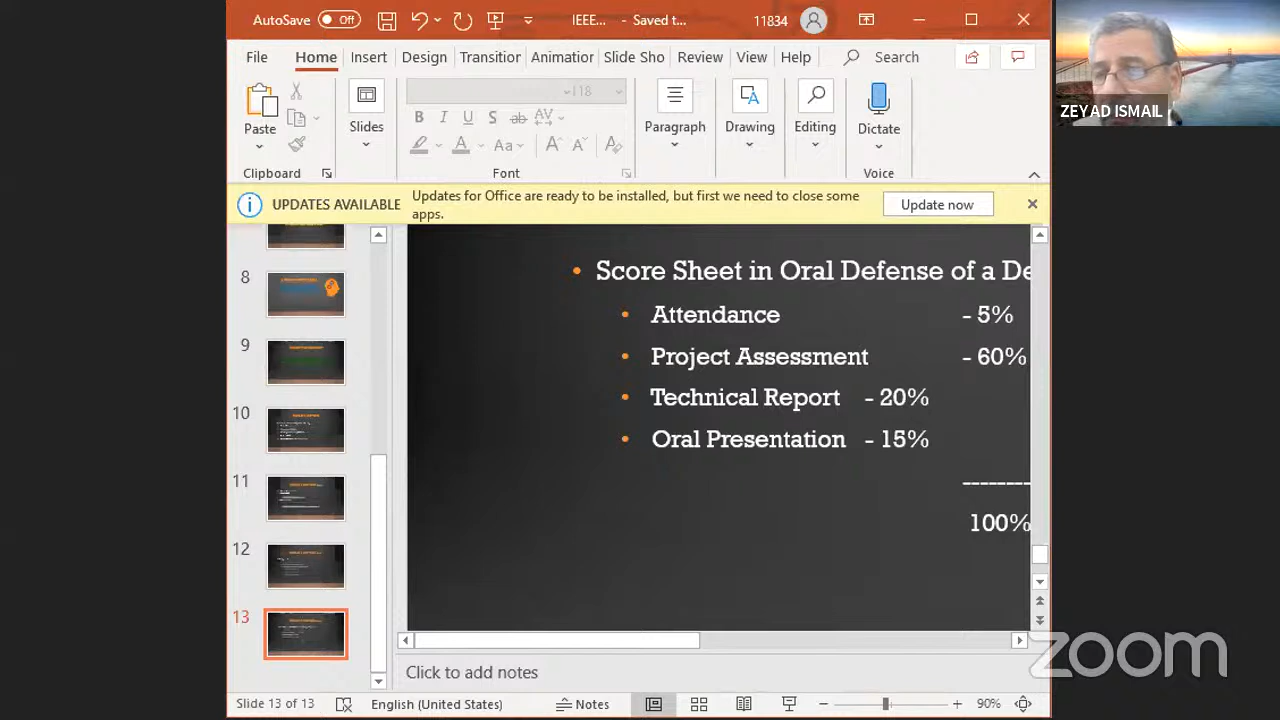 AutoSave Off IEEE... - Saved t... 11834
File Home Insert Design Transition Animation Slide Sho Review View Help Search
18
B I U S ab AV
A Aa A A A
Paste Slides Paragraph Drawing Editing Dictate
Clipboard Font Voice
UPDATES AVAILABLE Updates for Office are ready to be installed, but first we need to close some apps. Update now
8
9
10
11
12
13
• Score Sheet in Oral Defense of a De
• Attendance - 5%
• Project Assessment - 60%
• Technical Report - 20%
• Oral Presentation - 15%
--------
100%
Click to add notes
Slide 13 of 13 English (United States) Notes 90%
ZEYAD ISMAIL
zoom